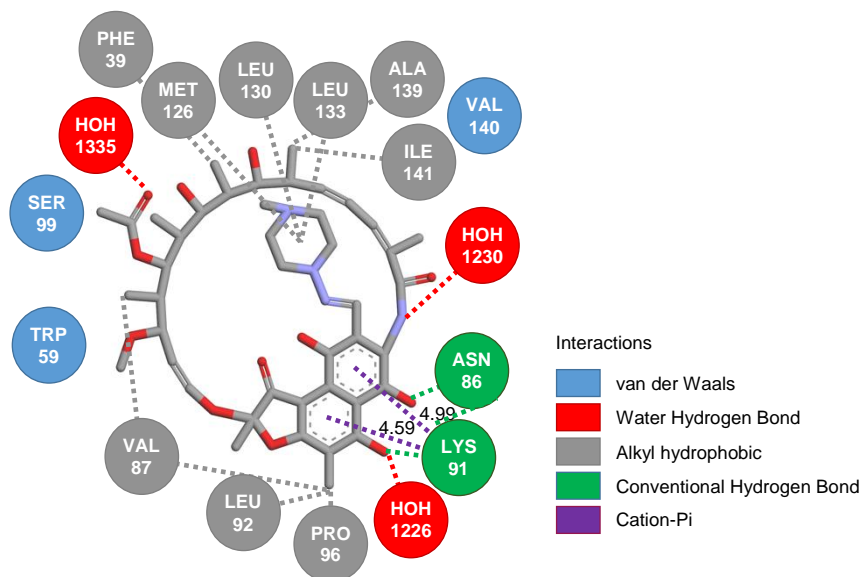 PHE
39
MET
126
LEU
130
LEU
133
ALA
139
VAL
140
HOH
1335
ILE
141
SER
99
HOH
1230
TRP
59
ASN
86
4.99
4.59
LYS
91
VAL
87
LEU
92
PRO
96
HOH
1226
Interactions
van der Waals
Water Hydrogen Bond
Alkyl hydrophobic
Conventional Hydrogen Bond
Cation-Pi